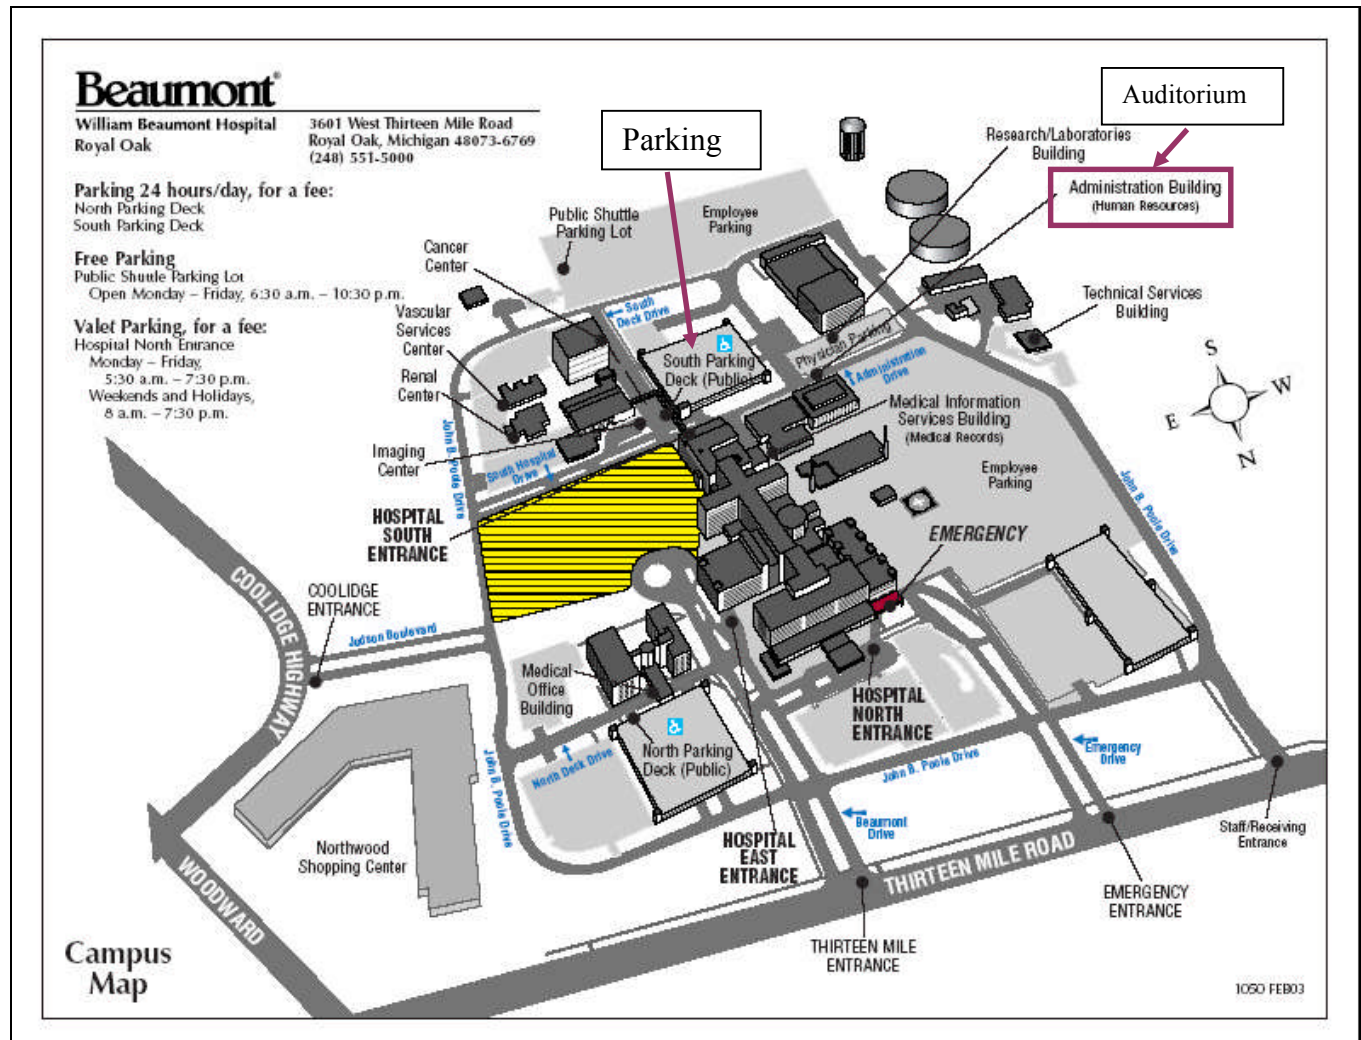 Beaumont®
William Beaumont Hospital
Royal Oak
3601 West Thirteen Mile Road
Royal Oak, Michigan 48073-6769
(248) 551-5000
Parking 24 hours/day, for a fee:
North Parking Deck
South Parking Deck
Free Parking
Public Shuttle Parking Lot
Open Monday – Friday, 6:30 a.m. – 10:30 p.m.
Valet Parking, for a fee:
Hospital North Entrance
Monday – Friday,
5:30 a.m. – 7:30 p.m.
Weekends and Holidays,
8 a.m. – 7:30 p.m.
Parking
Auditorium
Research/Laboratories
Building
Administration Building
(Human Resources)
Public Shuttle
Parking Lot
Employee
Parking
Cancer
Center
Vascular
Services
Center
Renal
Center
Imaging
Center
South
Deck Drive
South Parking
Deck (Public)
Physician Parking
Administration
Drive
Technical Services
Building
Medical Information
Services Building
(Medical Records)
Employee
Parking
S
W
E
N
John B. Poole Drive
South Hospital
Drive
HOSPITAL
SOUTH
ENTRANCE
EMERGENCY
John B. Poole Drive
COOLIDGE HIGHWAY
COOLIDGE
ENTRANCE
Judson Boulevard
Medical
Office
Building
HOSPITAL
NORTH
ENTRANCE
North Parking
Deck (Public)
North Deck Drive
John B. Poole Drive
John B. Poole Drive
Emergency
Drive
Beaumont
Drive
HOSPITAL
EAST
ENTRANCE
Northwood
Shopping Center
Staff/Receiving
Entrance
THIRTEEN MILE ROAD
EMERGENCY
ENTRANCE
WOODWARD
THIRTEEN MILE
ENTRANCE
Campus
Map
1050 FEB03